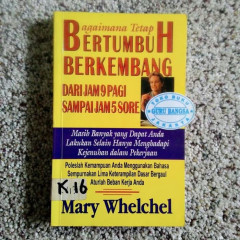 Bagaimana Tetap
BERTUMBUH
BERKEMBANG
DARI JAM 9 PAGI
SAMPAI JAM 5 SORE
GURU BANGSA
Masih Banyak yang Dapat Anda
Lakukan Selain Hanya Menghadapi
Kejenuhan dalam Pekerjaan
Poleslah Kemampuan Anda Menggunakan Bahasa
Sempurnakan Lima Keterampilan Dasar Bergaul
Aturlah Beban Kerja Anda
K.16
Mary Whelchel